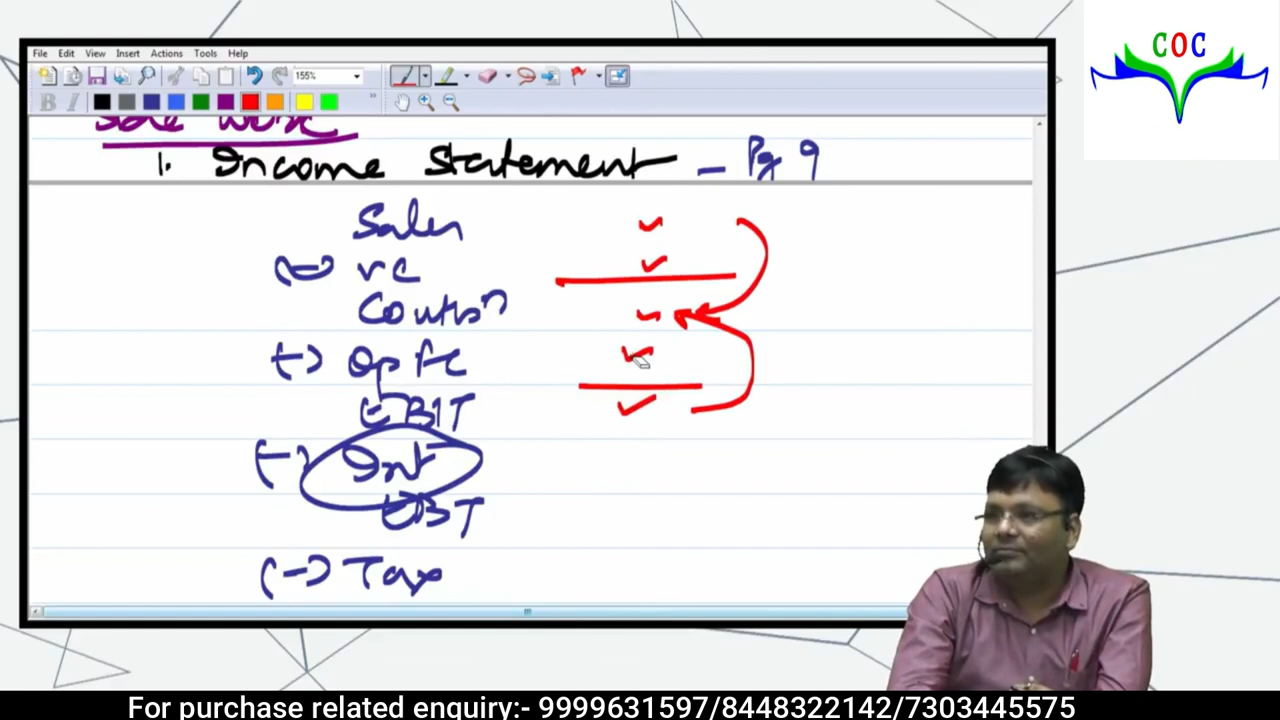 COC
File Edit View Insert Actions Tools Help
155%
B I
1. Income Statement - Pg 9
Sales
(-) VC
Contbn
(-) Op FC
EBIT
(-) Int
EBT
(-) Tax
For purchase related enquiry:- 9999631597/8448322142/7303445575